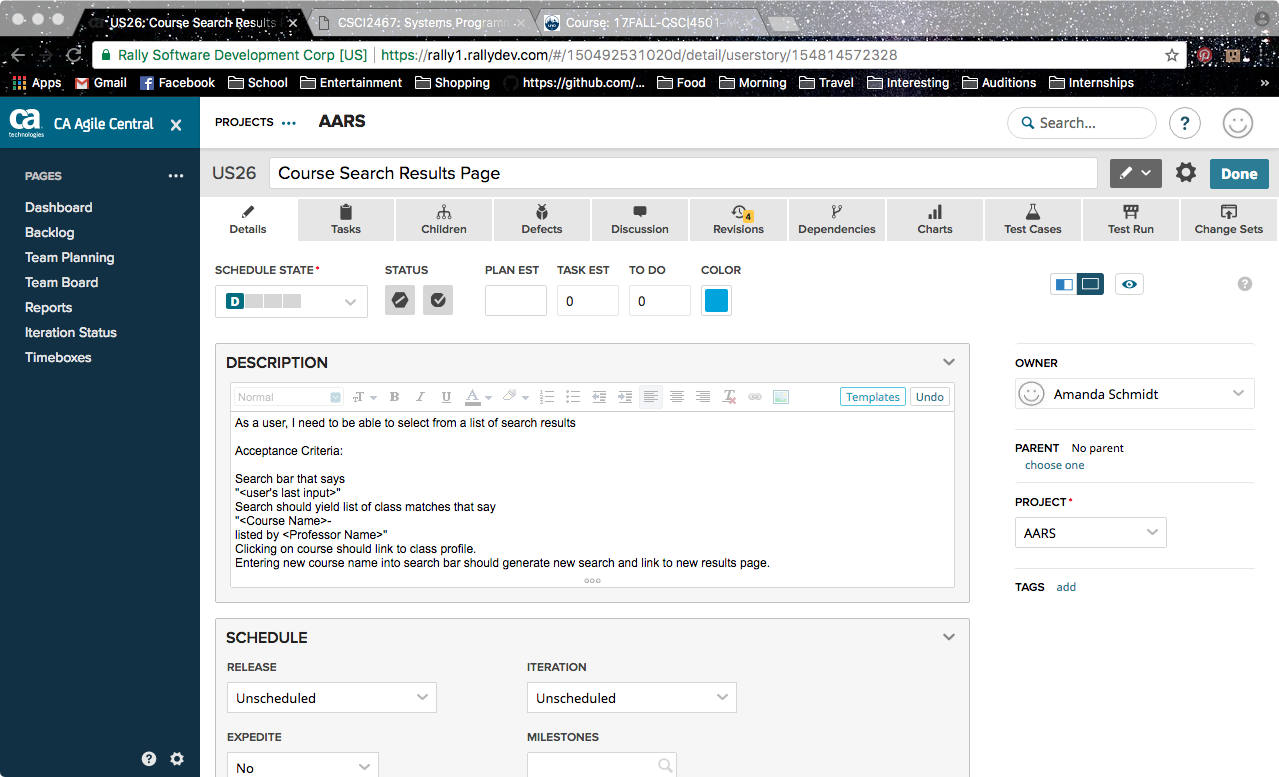 US26: Course Search Results
CSCI2467: Systems Programm
Course: 17FALL-CSCI4501-
Rally Software Development Corp [US]
https://rally1.rallydev.com/#/150492531020d/detail/userstory/154814572328
Apps
Gmail
Facebook
School
Entertainment
Shopping
https://github.com/...
Food
Morning
Travel
Interesting
Auditions
Internships
»
ca
technologies
CA Agile Central
PROJECTS
AARS
Search...
?
PAGES
Dashboard
Backlog
Team Planning
Team Board
Reports
Iteration Status
Timeboxes
US26
Course Search Results Page
Done
Details
Tasks
Children
Defects
Discussion
4
Revisions
Dependencies
Charts
Test Cases
Test Run
Change Sets
SCHEDULE STATE*
STATUS
PLAN EST
TASK EST
TO DO
COLOR
D
0
0
?
DESCRIPTION
Normal
Templates
Undo
As a user, I need to be able to select from a list of search results
Acceptance Criteria:
Search bar that says
"<user's last input>"
Search should yield list of class matches that say
"<Course Name>-
listed by <Professor Name>"
Clicking on course should link to class profile.
Entering new course name into search bar should generate new search and link to new results page.
OWNER
Amanda Schmidt
PARENT No parent
choose one
PROJECT*
AARS
TAGS add
SCHEDULE
RELEASE
ITERATION
Unscheduled
Unscheduled
EXPEDITE
MILESTONES
No
?